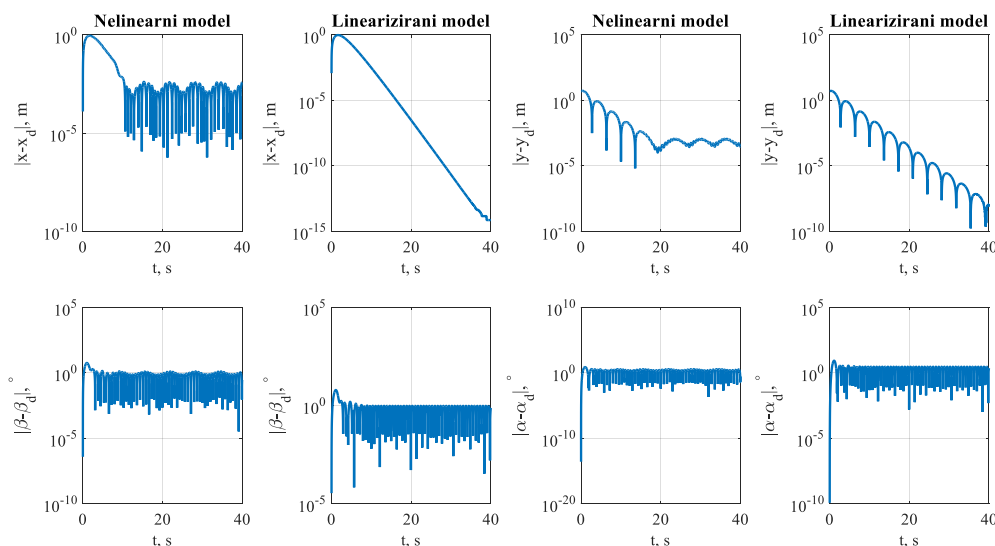 Nelinearni model
Linearizirani model
Nelinearni model
Linearizirani model
|x-x_d|, m
10^0
10^-5
10^-10
0
20
40
t, s
|x-x_d|, m
10^0
10^-5
10^-10
10^-15
0
20
40
t, s
|y-y_d|, m
10^5
10^0
10^-5
10^-10
0
20
40
t, s
|y-y_d|, m
10^5
10^0
10^-5
10^-10
0
20
40
t, s
|β-β_d|, °
10^5
10^0
10^-5
10^-10
0
20
40
t, s
|β-β_d|, °
10^5
10^0
10^-5
0
20
40
t, s
|α-α_d|, °
10^10
10^0
10^-10
10^-20
0
20
40
t, s
|α-α_d|, °
10^5
10^0
10^-5
10^-10
0
20
40
t, s